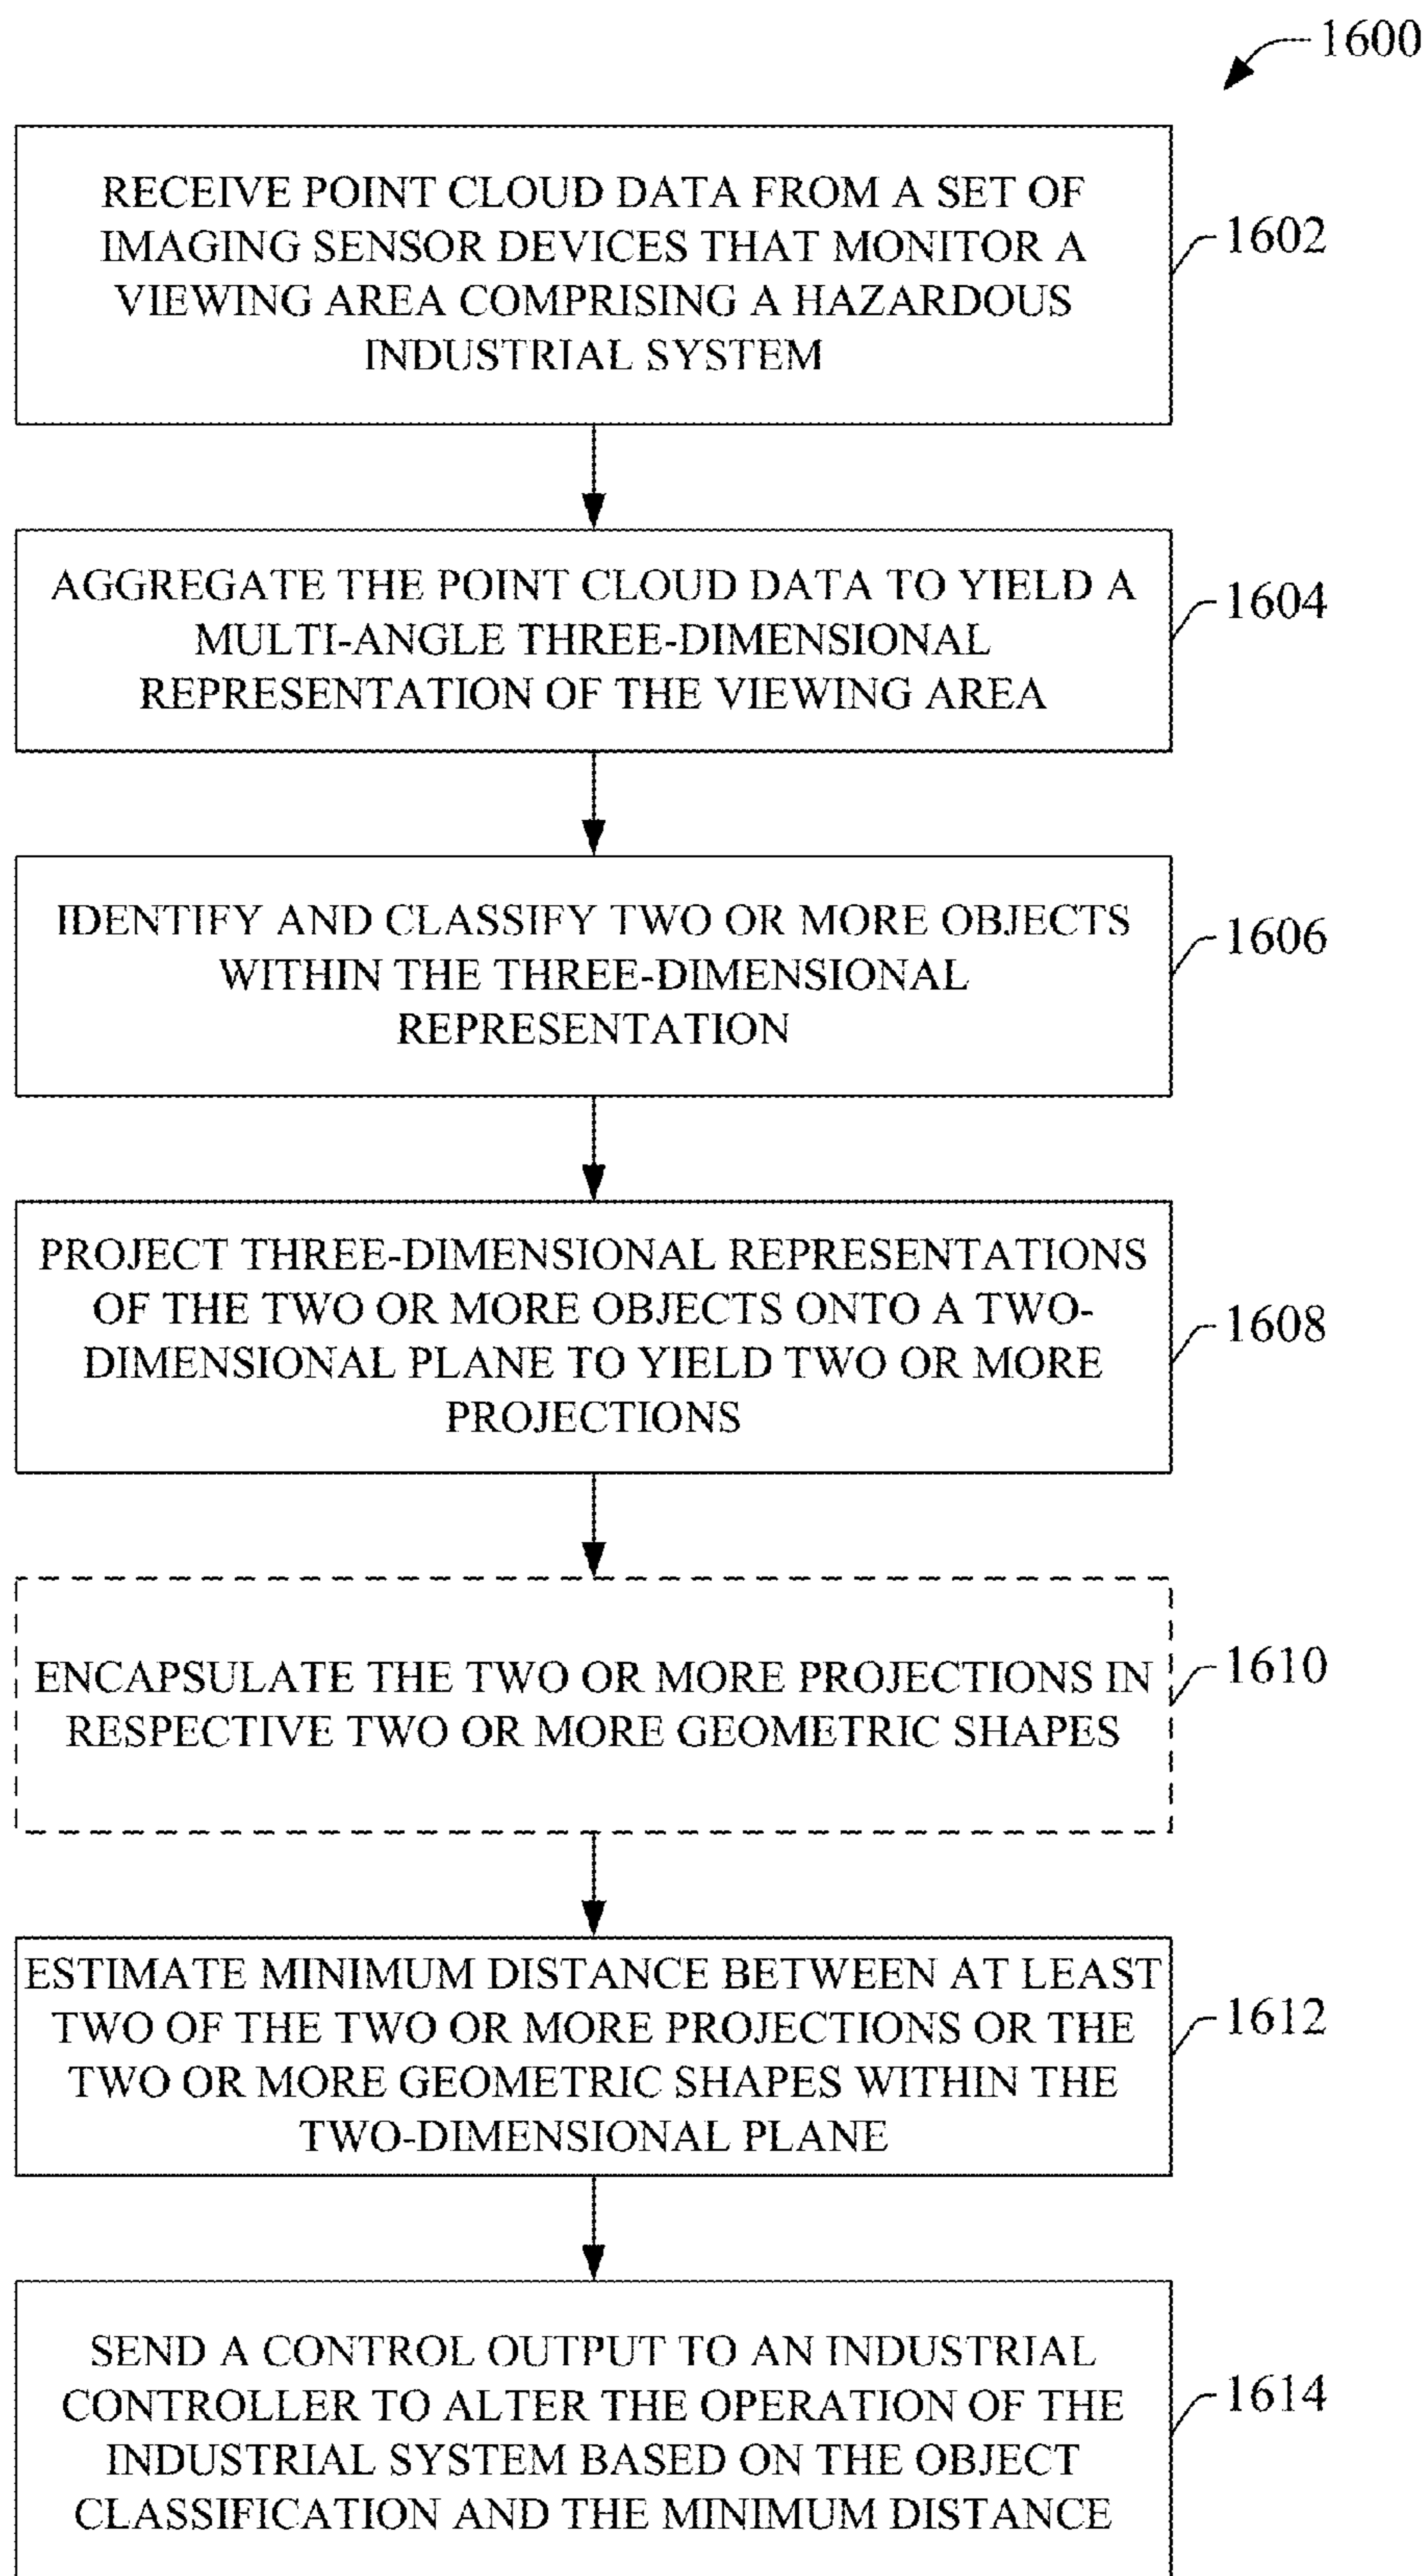 1600
RECEIVE POINT CLOUD DATA FROM A SET OF
IMAGING SENSOR DEVICES THAT MONITOR A
VIEWING AREA COMPRISING A HAZARDOUS
INDUSTRIAL SYSTEM
1602
AGGREGATE THE POINT CLOUD DATA TO YIELD A
MULTI-ANGLE THREE-DIMENSIONAL
REPRESENTATION OF THE VIEWING AREA
1604
IDENTIFY AND CLASSIFY TWO OR MORE OBJECTS
WITHIN THE THREE-DIMENSIONAL
REPRESENTATION
1606
PROJECT THREE-DIMENSIONAL REPRESENTATIONS
OF THE TWO OR MORE OBJECTS ONTO A TWO-
DIMENSIONAL PLANE TO YIELD TWO OR MORE
PROJECTIONS
1608
ENCAPSULATE THE TWO OR MORE PROJECTIONS IN
RESPECTIVE TWO OR MORE GEOMETRIC SHAPES
1610
ESTIMATE MINIMUM DISTANCE BETWEEN AT LEAST
TWO OF THE TWO OR MORE PROJECTIONS OR THE
TWO OR MORE GEOMETRIC SHAPES WITHIN THE
TWO-DIMENSIONAL PLANE
1612
SEND A CONTROL OUTPUT TO AN INDUSTRIAL
CONTROLLER TO ALTER THE OPERATION OF THE
INDUSTRIAL SYSTEM BASED ON THE OBJECT
CLASSIFICATION AND THE MINIMUM DISTANCE
1614